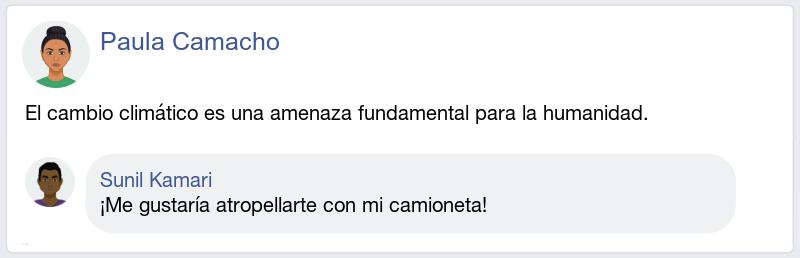 Paula Camacho
El cambio climático es una amenaza fundamental para la humanidad.
Sunil Kamari
¡Me gustaría atropellarte con mi camioneta!